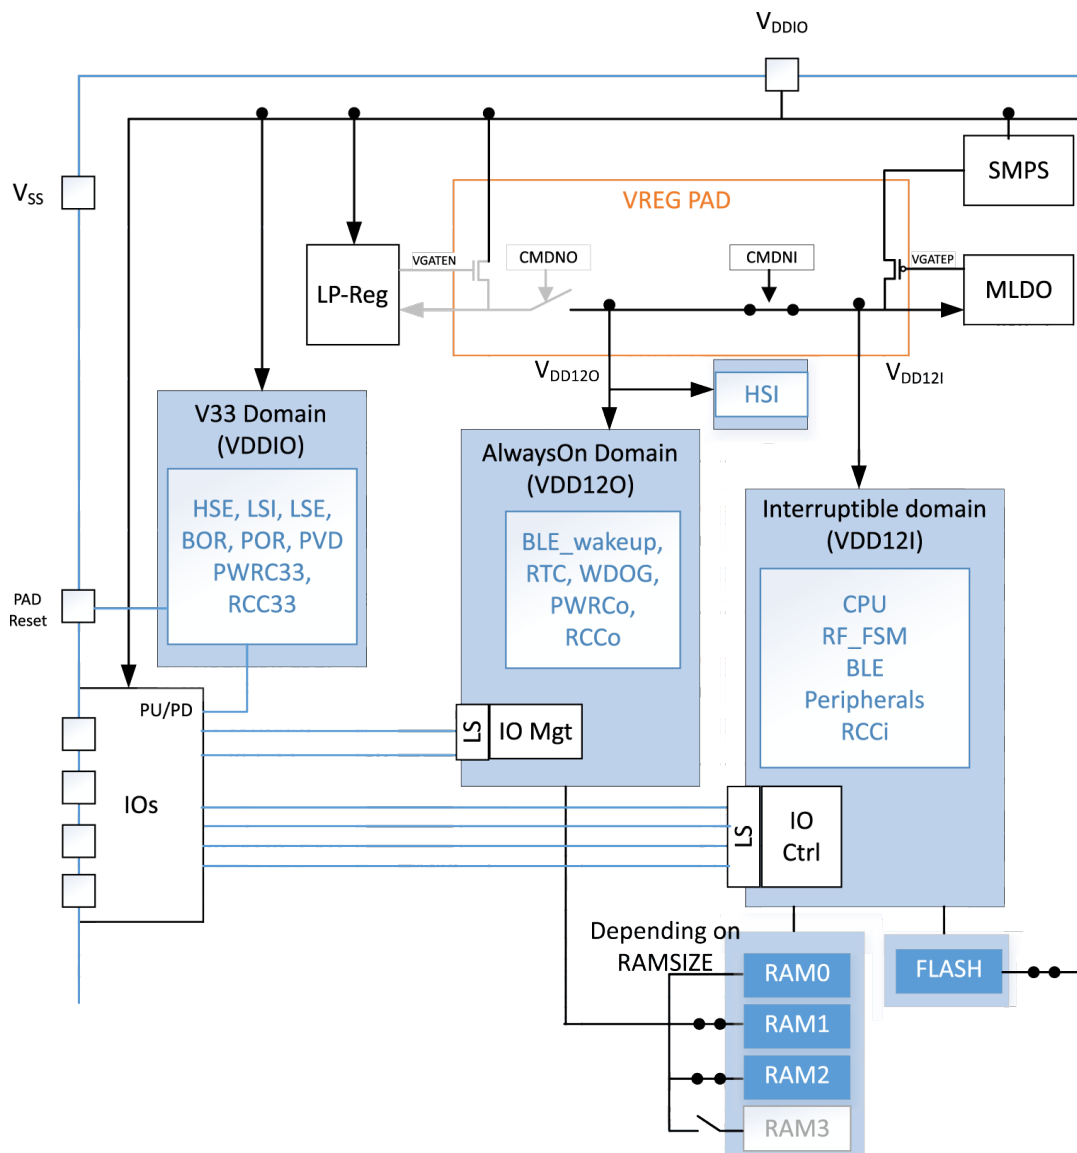 VDDIO
VSS
SMPS
VREG PAD
VGATEN
CMDNO
CMDNI
VGATEP
LP-Reg
MLDO
VDD12O
VDD12I
HSI
V33 Domain
(VDDIO)
HSE, LSI, LSE,
BOR, POR, PVD
PWRC33,
RCC33
AlwaysOn Domain
(VDD12O)
BLE_wakeup,
RTC, WDOG,
PWRCo,
RCCo
Interruptible domain
(VDD12I)
CPU
RF_FSM
BLE
Peripherals
RCCi
PAD
Reset
PU/PD
IOs
LS
IO Mgt
LS
IO
Ctrl
Depending on
RAMSIZE
RAM0
RAM1
RAM2
RAM3
FLASH